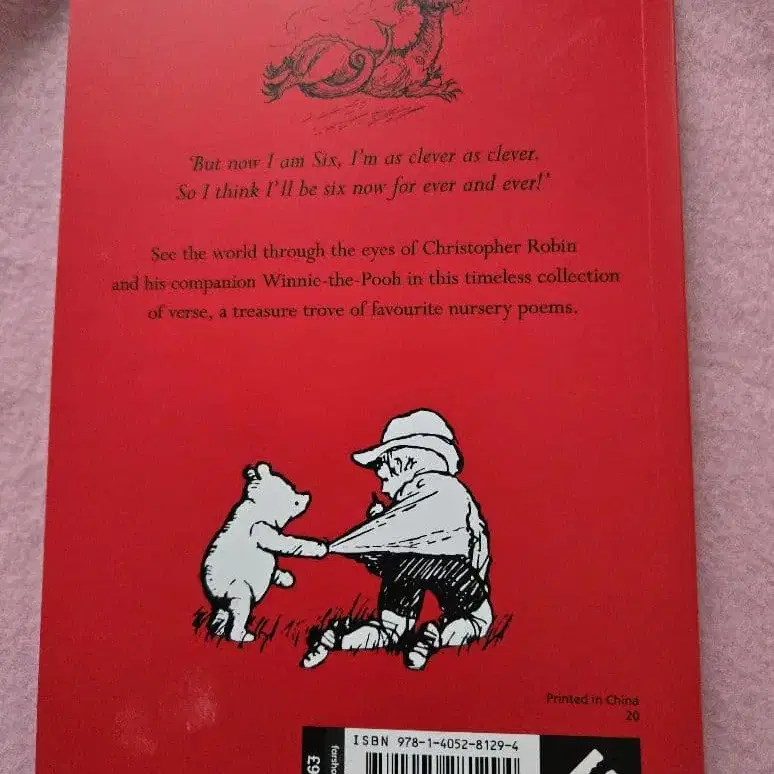 'But now I am Six, I'm as clever as clever.
So I think I'll be six now for ever and ever!'
See the world through the eyes of Christopher Robin
and his companion Winnie-the-Pooh in this timeless collection
of verse, a treasure trove of favourite nursery poems.
Printed in China
20
ISBN 978-1-4052-8129-4